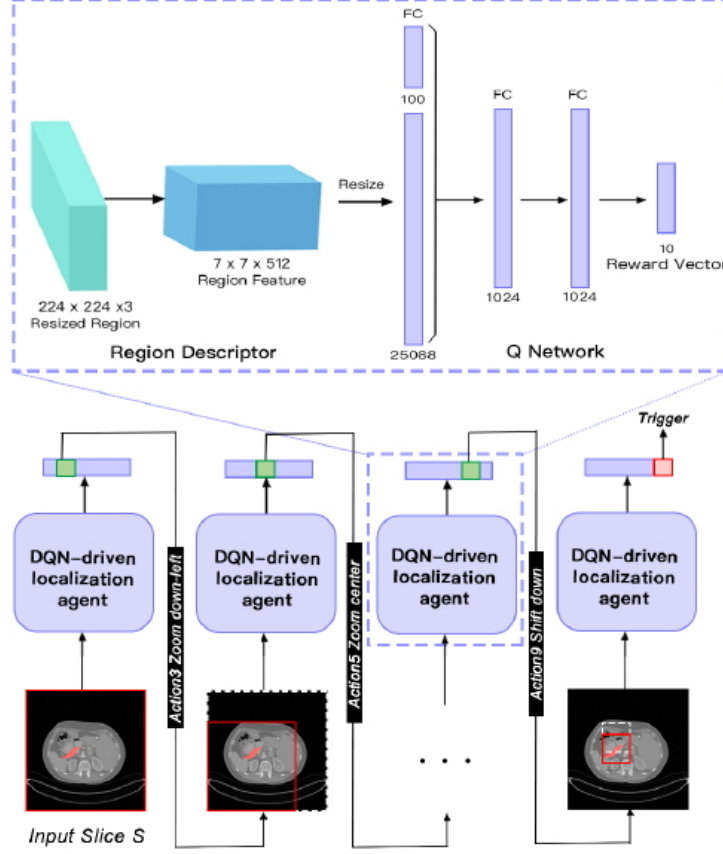 FC
100
FC
FC
Resize
7 x 7 x 512
Region Feature
10
Reward Vector
224 x 224 x3
Resized Region
1024
1024
25088
Region Descriptor
Q Network
Trigger
DQN-driven
localization
agent
DQN-driven
localization
agent
DQN-driven
localization
agent
DQN-driven
localization
agent
Action3 Zoom down-left
Action5 Zoom center
Action9 Shift down
. . .
Input Slice S